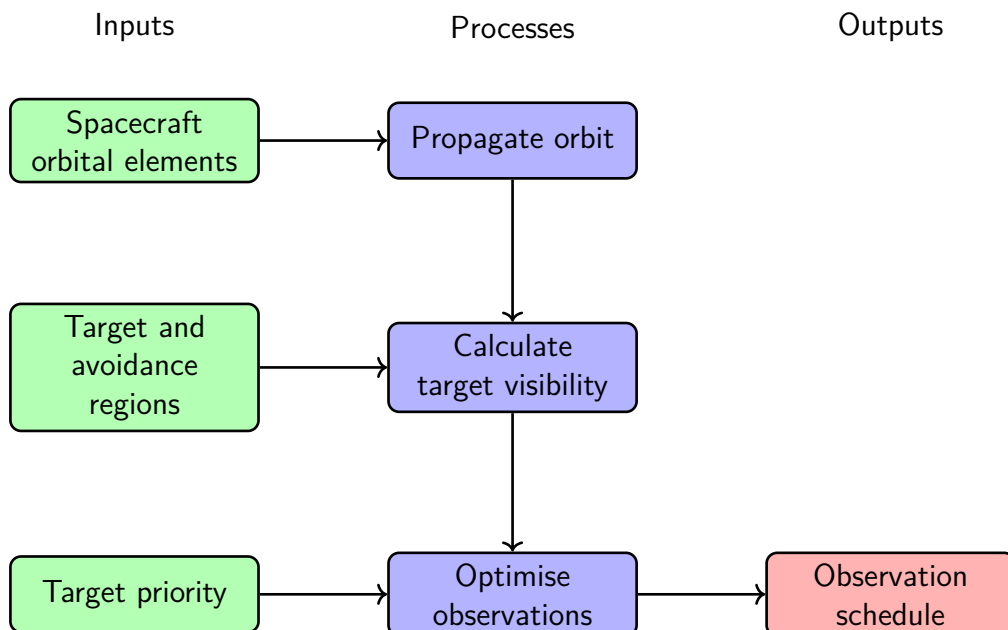 Inputs
Processes
Outputs
Spacecraft
orbital elements
Propagate orbit
Target and
avoidance
regions
Calculate
target visibility
Target priority
Optimise
observations
Observation
schedule